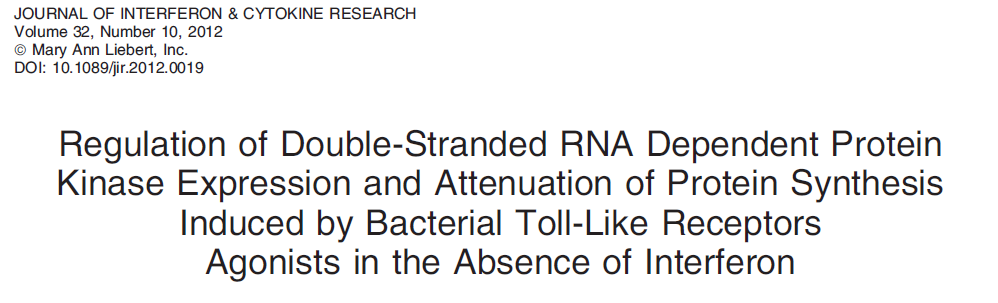 JOURNAL OF INTERFERON & CYTOKINE RESEARCH
Volume 32, Number 10, 2012
© Mary Ann Liebert, Inc.
DOI: 10.1089/jir.2012.0019
Regulation of Double-Stranded RNA Dependent Protein
Kinase Expression and Attenuation of Protein Synthesis
Induced by Bacterial Toll-Like Receptors
Agonists in the Absence of Interferon